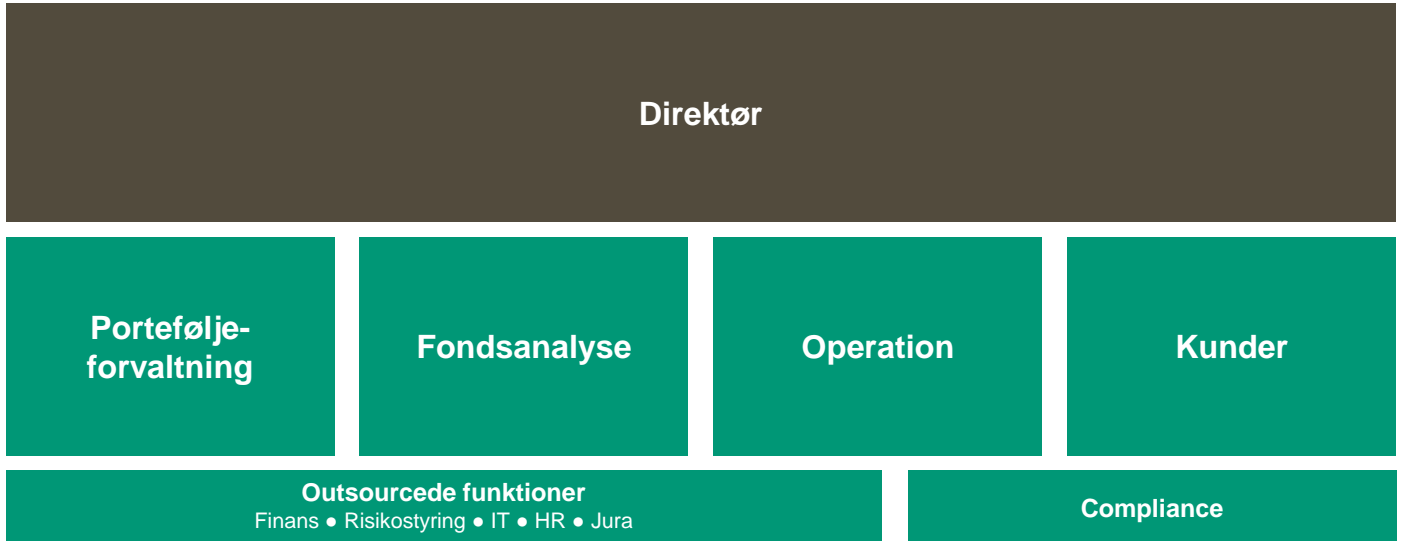 Direktør
Portefølje-
forvaltning
Fondsanalyse
Operation
Kunder
Outsourcede funktioner
Finans ● Risikostyring ● IT ● HR ● Jura
Compliance